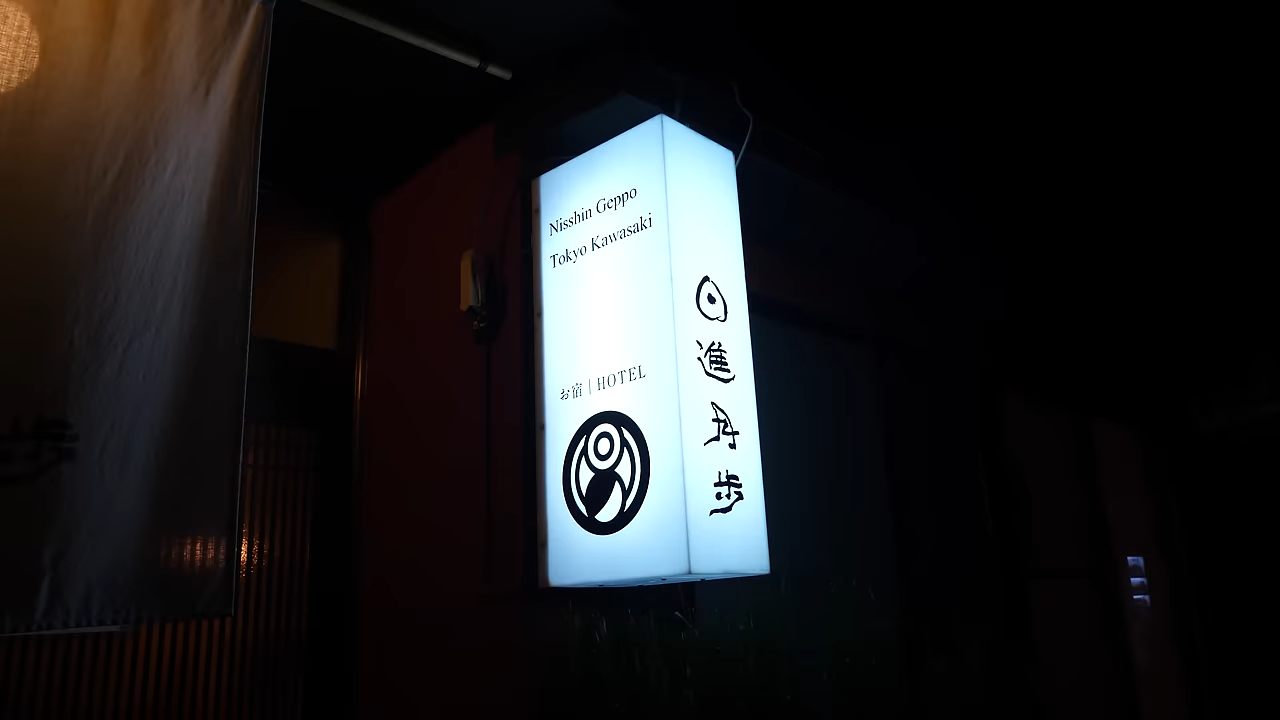 Nisshin Geppo
Tokyo Kawasaki
お宿 | HOTEL
日進月歩